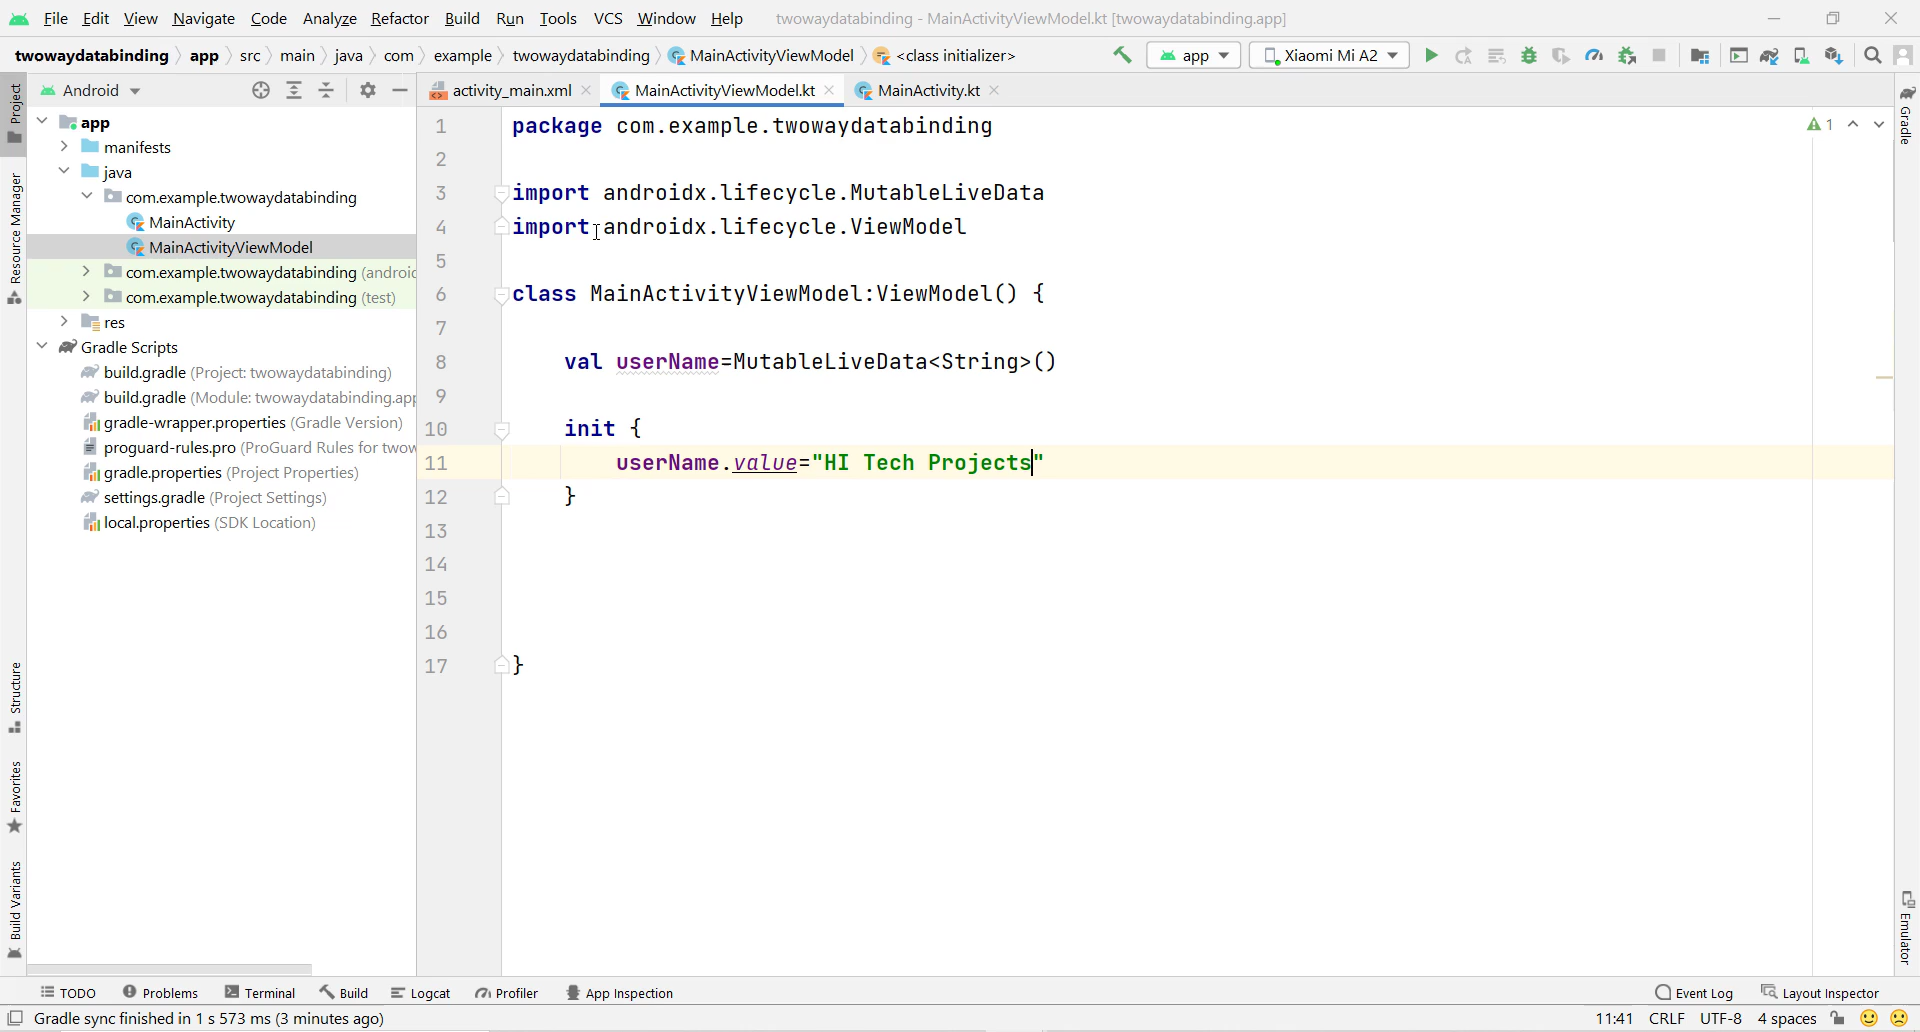 File Edit View Navigate Code Analyze Refactor Build Run Tools VCS Window Help twowaydatabinding - MainActivityViewModel.kt [twowaydatabinding.app]
twowaydatabinding app src main java com example twowaydatabinding MainActivityViewModel <class initializer> app Xiaomi Mi A2
Android
activity_main.xml MainActivityViewModel.kt MainActivity.kt
Project
Resource Manager
Structure
Favorites
Build Variants
app
manifests
java
com.example.twowaydatabinding
MainActivity
MainActivityViewModel
com.example.twowaydatabinding (androic
com.example.twowaydatabinding (test)
res
Gradle Scripts
build.gradle (Project: twowaydatabinding)
build.gradle (Module: twowaydatabinding.app
gradle-wrapper.properties (Gradle Version)
proguard-rules.pro (ProGuard Rules for twow
gradle.properties (Project Properties)
settings.gradle (Project Settings)
local.properties (SDK Location)
1 package com.example.twowaydatabinding
2
3 import androidx.lifecycle.MutableLiveData
4 import androidx.lifecycle.ViewModel
5
6 class MainActivityViewModel:ViewModel() {
7
8 val userName=MutableLiveData<String>()
9
10 init {
11 userName.value="HI Tech Projects"
12 }
13
14
15
16
17 }
1
Gradle
Emulator
TODO Problems Terminal Build Logcat Profiler App Inspection Event Log Layout Inspector
Gradle sync finished in 1 s 573 ms (3 minutes ago) 11:41 CRLF UTF-8 4 spaces